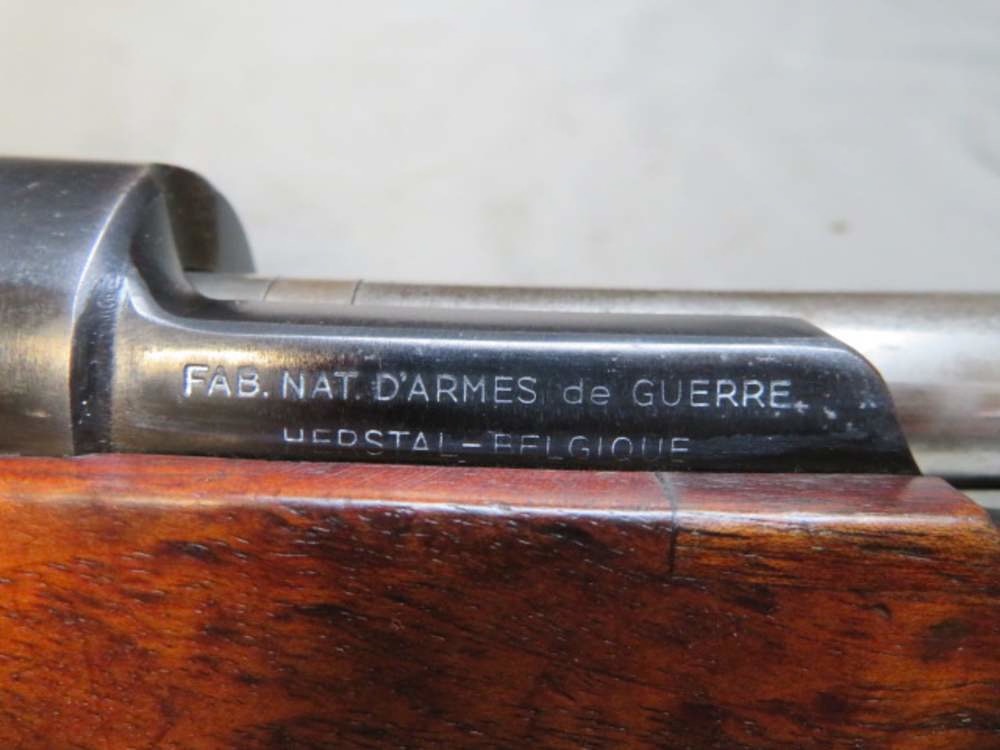 FAB. NAT. D'ARMES de GUERRE.
HERSTAL-BELGIQUE